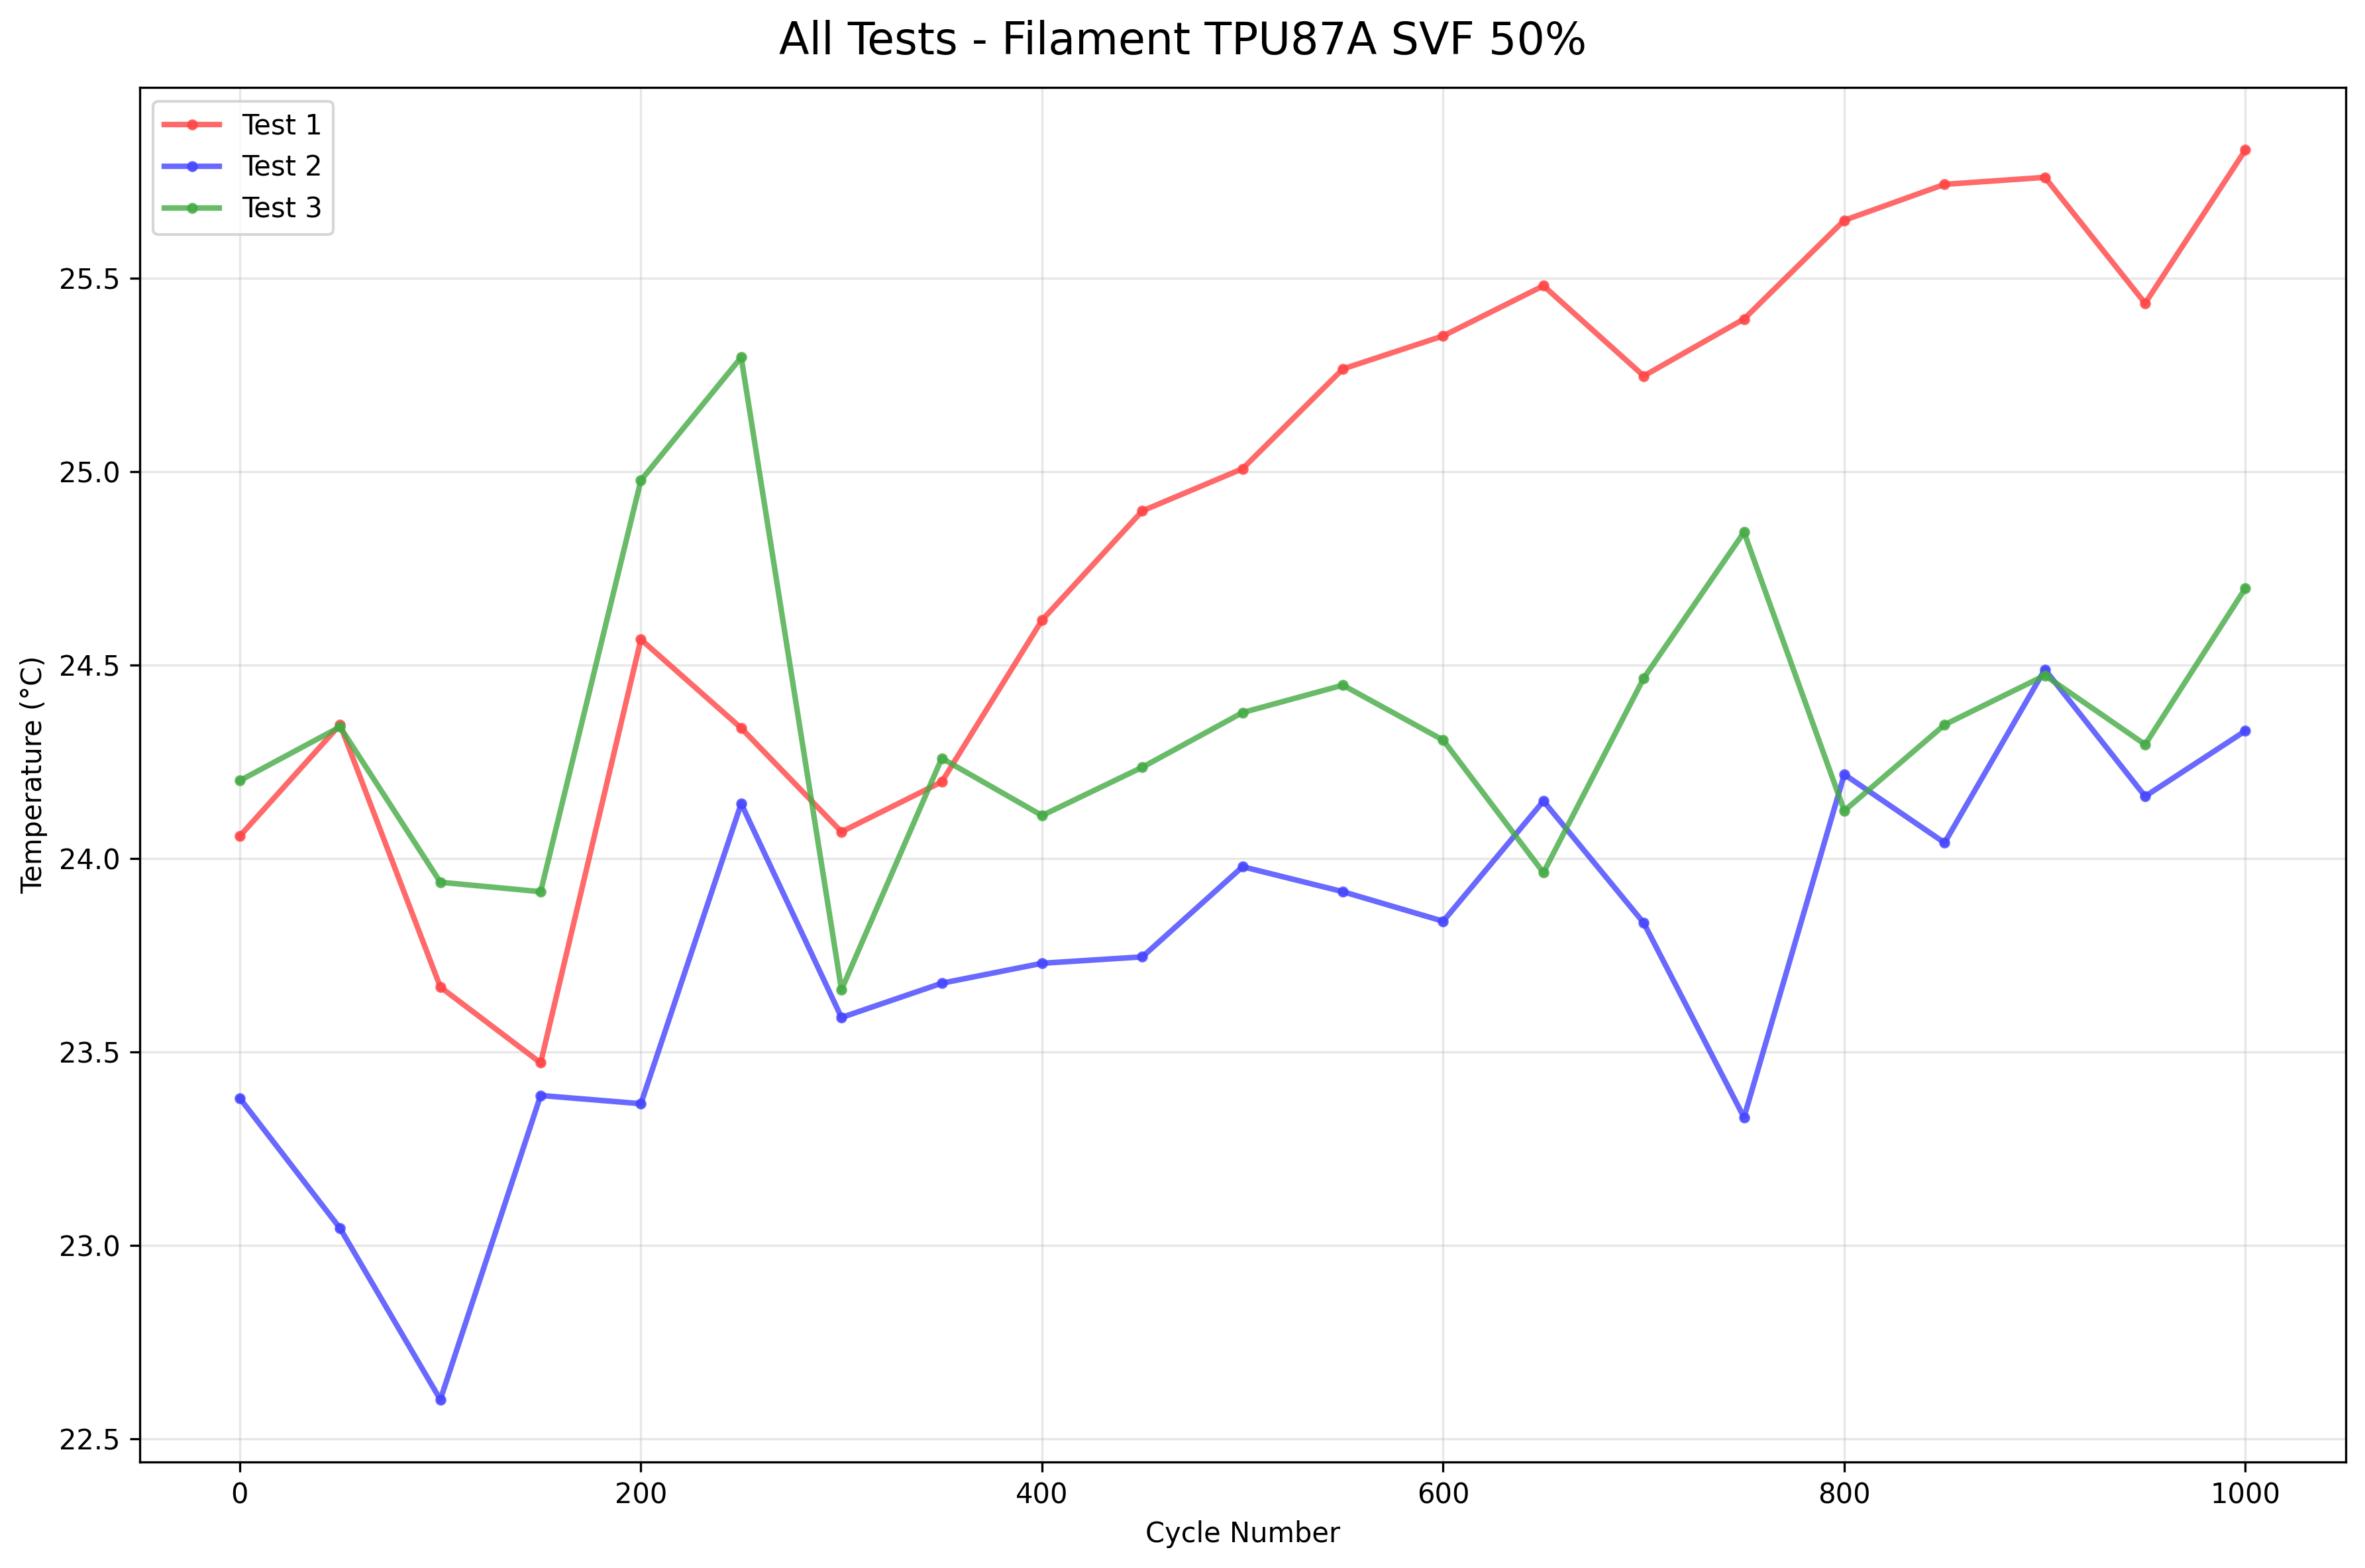 All Tests - Filament TPU87A SVF 50%
Test 1
Test 2
Test 3
25.5
25.0
24.5
24.0
23.5
23.0
22.5
Temperature (°C)
0 200 400 600 800 1000
Cycle Number